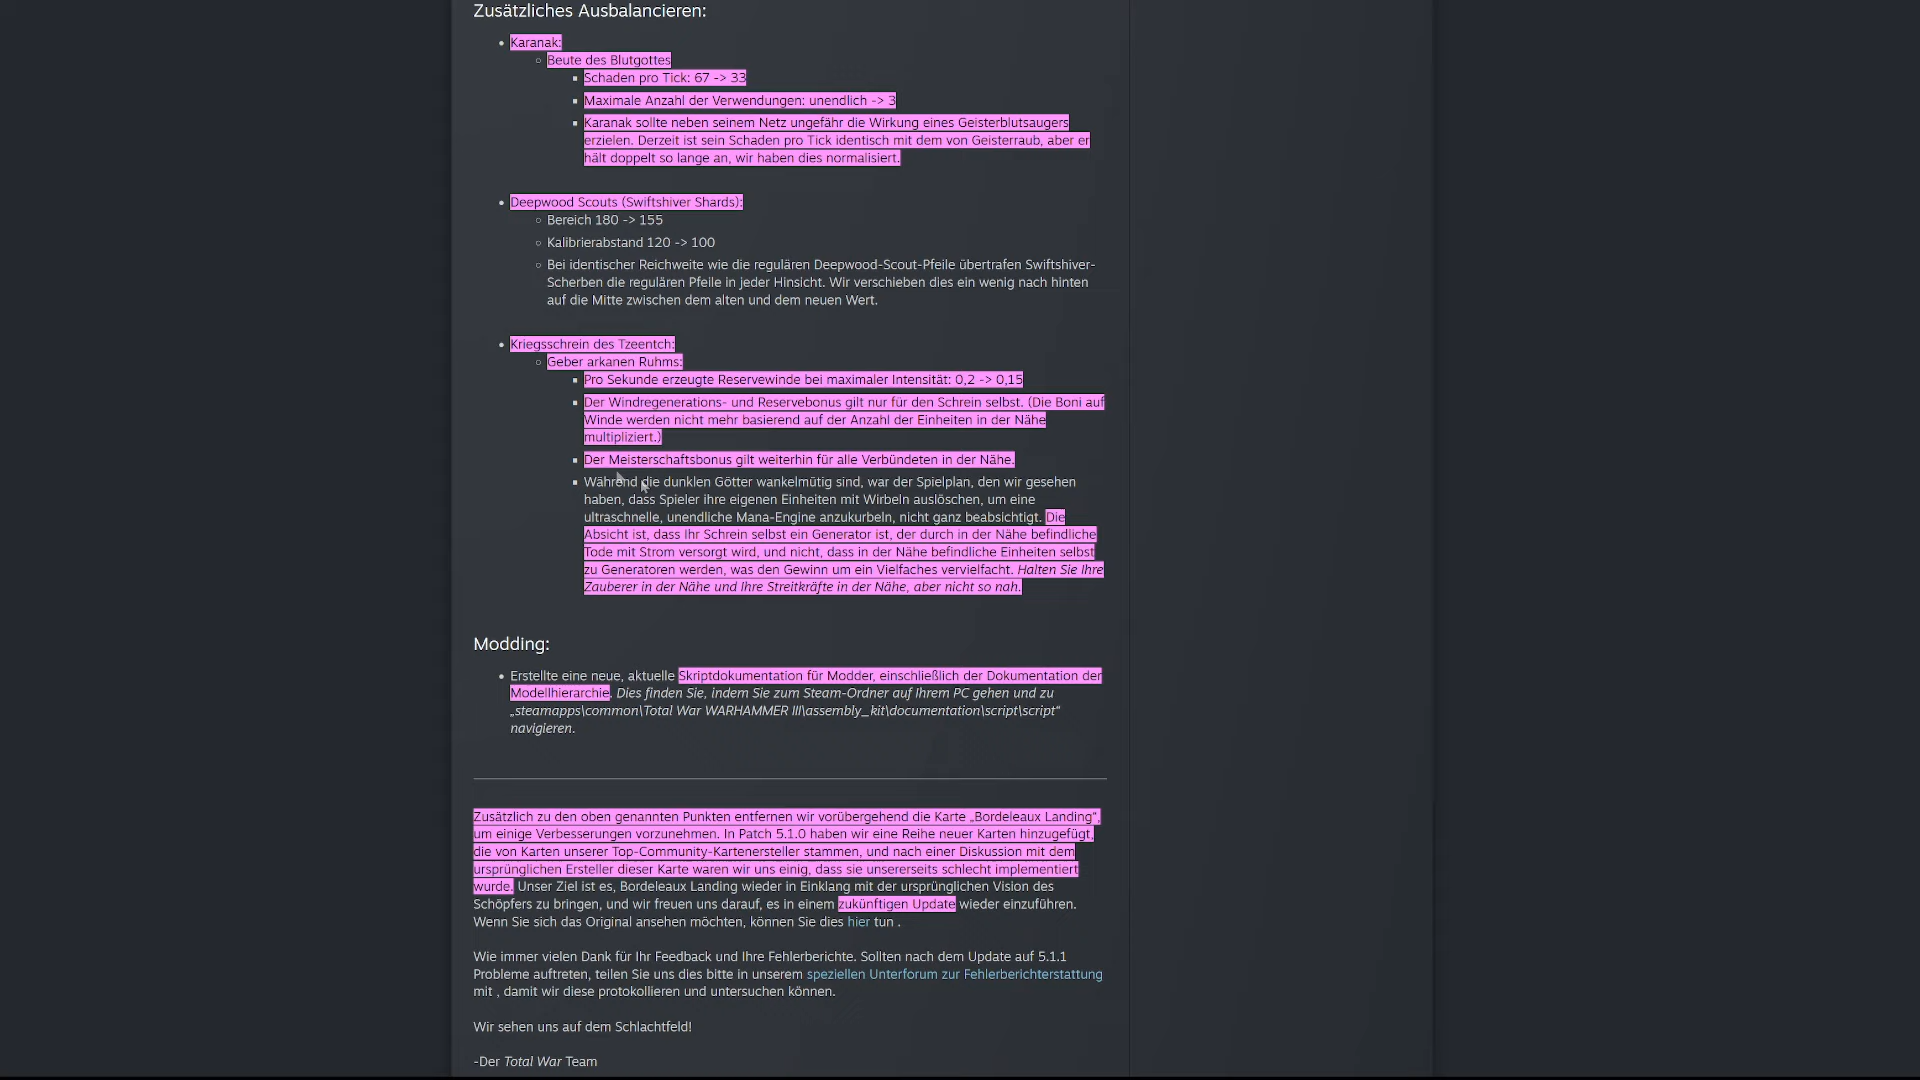 Zusätzliches Ausbalancieren:
Karanak:
Beute des Blutgottes
Schaden pro Tick: 67 -> 33
Maximale Anzahl der Verwendungen: unendlich -> 3
Karanak sollte neben seinem Netz ungefähr die Wirkung eines Geisterblutsaugers
erzielen. Derzeit ist sein Schaden pro Tick identisch mit dem von Geisterraub, aber er
hält doppelt so lange an, wir haben dies normalisiert.
Deepwood Scouts (Swiftshiver Shards):
Bereich 180 -> 155
Kalibrierabstand 120 -> 100
Bei identischer Reichweite wie die regulären Deepwood-Scout-Pfeile übertrafen Swiftshiver-
Scherben die regulären Pfeile in jeder Hinsicht. Wir verschieben dies ein wenig nach hinten
auf die Mitte zwischen dem alten und dem neuen Wert.
Kriegsschrein des Tzeentch:
Geber arkanen Ruhms:
Pro Sekunde erzeugte Reservewinde bei maximaler Intensität: 0,2 -> 0,15
Der Windregenerations- und Reservebonus gilt nur für den Schrein selbst. (Die Boni auf
Winde werden nicht mehr basierend auf der Anzahl der Einheiten in der Nähe
multipliziert.)
Der Meisterschaftsbonus gilt weiterhin für alle Verbündeten in der Nähe.
Während die dunklen Götter wankelmütig sind, war der Spielplan, den wir gesehen
haben, dass Spieler ihre eigenen Einheiten mit Wirbeln auslöschen, um eine
ultraschnelle, unendliche Mana-Engine anzukurbeln, nicht ganz beabsichtigt. Die
Absicht ist, dass Ihr Schrein selbst ein Generator ist, der durch in der Nähe befindliche
Tode mit Strom versorgt wird, und nicht, dass in der Nähe befindliche Einheiten selbst
zu Generatoren werden, was den Gewinn um ein Vielfaches vervielfacht. Halten Sie Ihre
Zauberer in der Nähe und Ihre Streitkräfte in der Nähe, aber nicht so nah.
Modding:
Erstellte eine neue, aktuelle Skriptdokumentation für Modder, einschließlich der Dokumentation der
Modellhierarchie. Dies finden Sie, indem Sie zum Steam-Ordner auf Ihrem PC gehen und zu
„steamapps\common\Total War WARHAMMER III\assembly_kit\documentation\script\script“
navigieren.
Zusätzlich zu den oben genannten Punkten entfernen wir vorübergehend die Karte „Bordeleaux Landing“,
um einige Verbesserungen vorzunehmen. In Patch 5.1.0 haben wir eine Reihe neuer Karten hinzugefügt,
die von Karten unserer Top-Community-Kartenersteller stammen, und nach einer Diskussion mit dem
ursprünglichen Ersteller dieser Karte waren wir uns einig, dass sie unsererseits schlecht implementiert
wurde. Unser Ziel ist es, Bordeleaux Landing wieder in Einklang mit der ursprünglichen Vision des
Schöpfers zu bringen, und wir freuen uns darauf, es in einem zukünftigen Update wieder einzuführen.
Wenn Sie sich das Original ansehen möchten, können Sie dies hier tun .
Wie immer vielen Dank für Ihr Feedback und Ihre Fehlerberichte. Sollten nach dem Update auf 5.1.1
Probleme auftreten, teilen Sie uns dies bitte in unserem speziellen Unterforum zur Fehlerberichterstattung
mit , damit wir diese protokollieren und untersuchen können.
Wir sehen uns auf dem Schlachtfeld!
-Der Total War Team